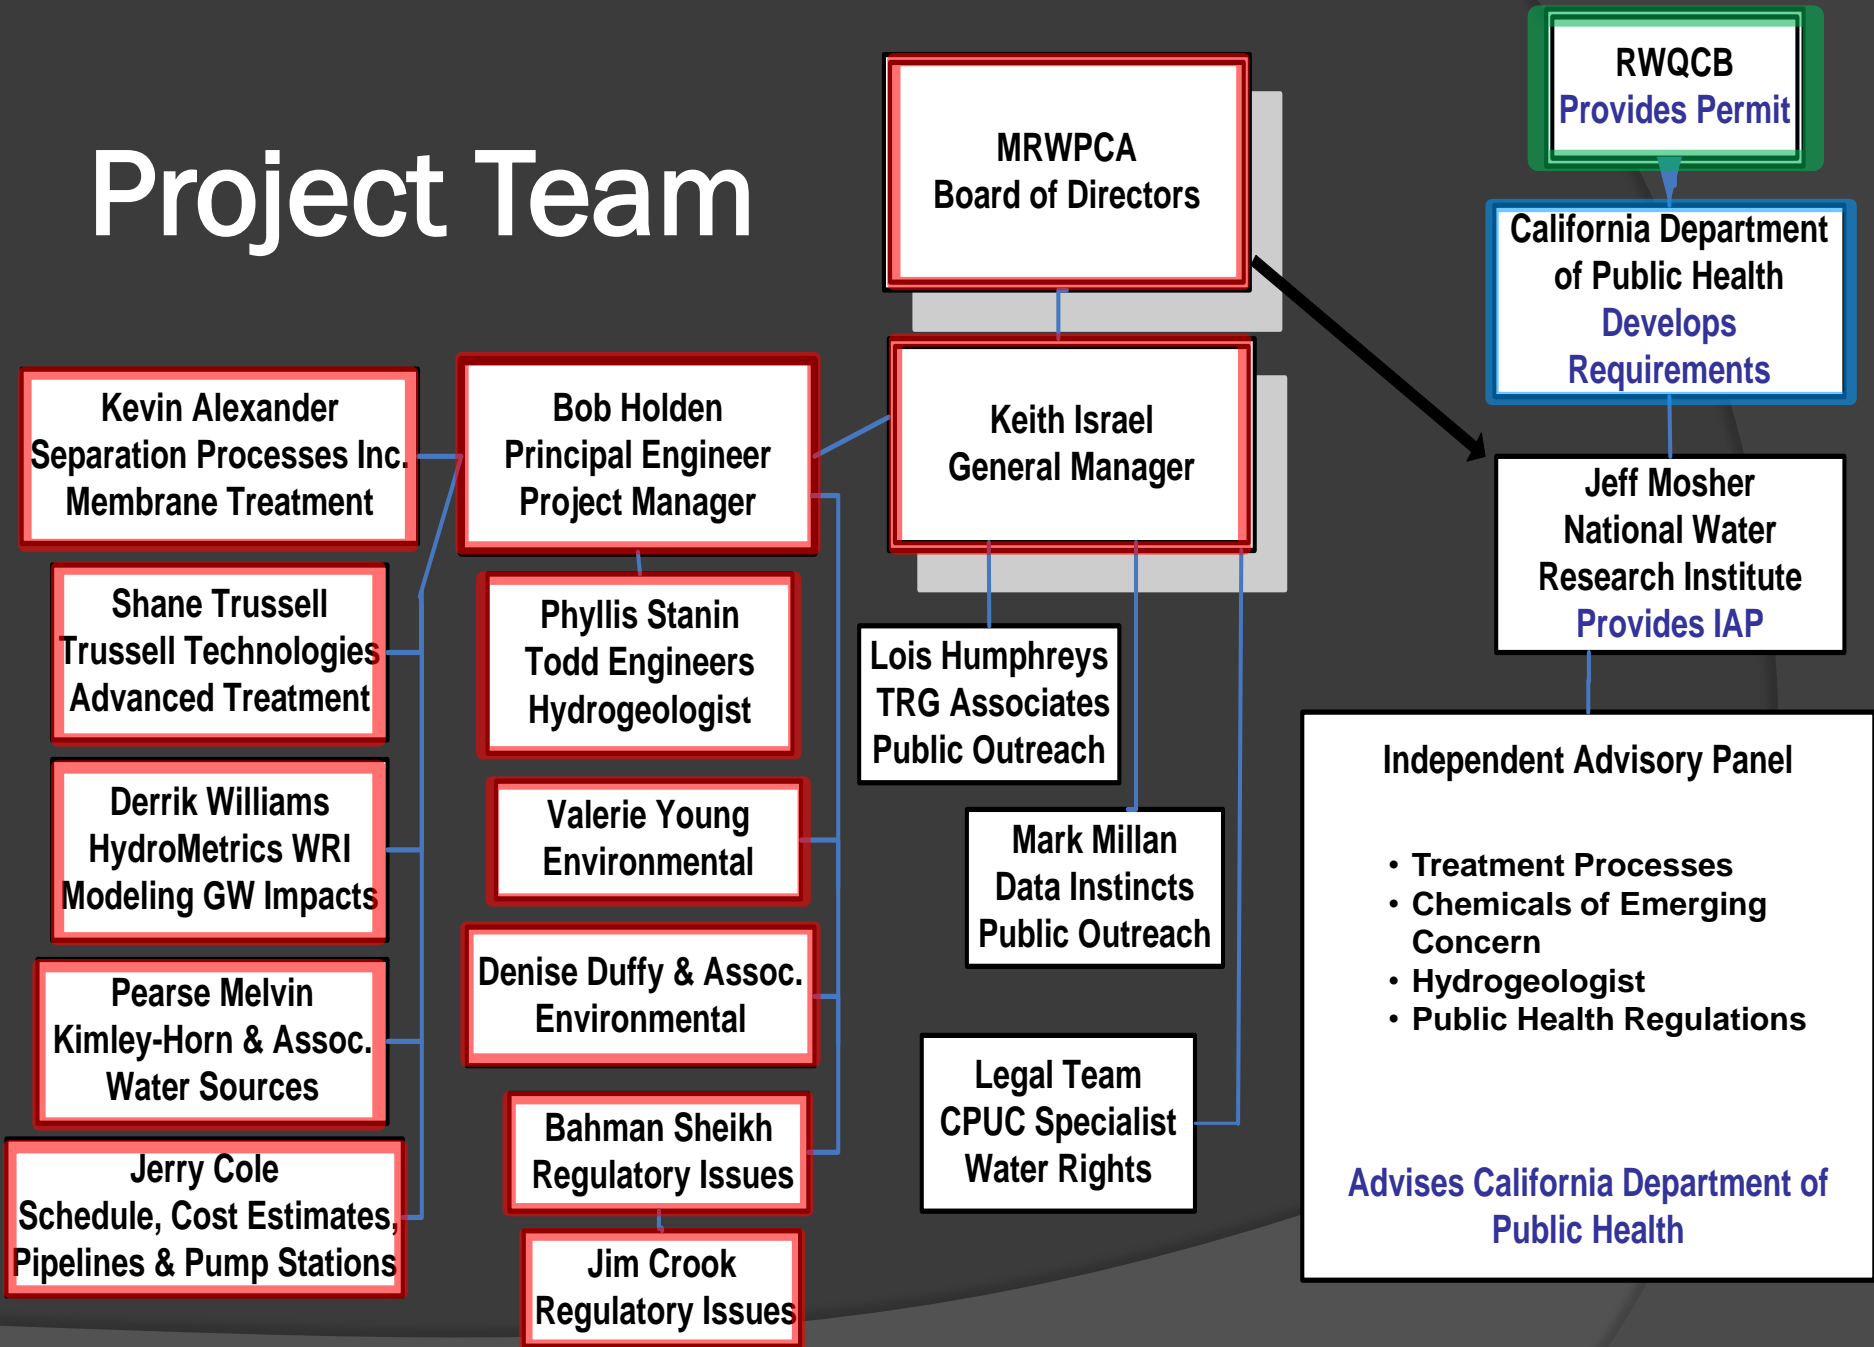 Project Team
MRWPCA
Board of Directors
RWQCB
Provides Permit
California Department
of Public Health
Develops
Requirements
Kevin Alexander
Separation Processes Inc.
Membrane Treatment
Bob Holden
Principal Engineer
Project Manager
Keith Israel
General Manager
Jeff Mosher
National Water
Research Institute
Provides IAP
Shane Trussell
Trussell Technologies
Advanced Treatment
Phyllis Stanin
Todd Engineers
Hydrogeologist
Lois Humphreys
TRG Associates
Public Outreach
Derrik Williams
HydroMetrics WRI
Modeling GW Impacts
Valerie Young
Environmental
Mark Millan
Data Instincts
Public Outreach
Independent Advisory Panel
• Treatment Processes
• Chemicals of Emerging
Concern
• Hydrogeologist
• Public Health Regulations
Advises California Department of
Public Health
Pearse Melvin
Kimley-Horn & Assoc.
Water Sources
Denise Duffy & Assoc.
Environmental
Legal Team
CPUC Specialist
Water Rights
Jerry Cole
Schedule, Cost Estimates,
Pipelines & Pump Stations
Bahman Sheikh
Regulatory Issues
Jim Crook
Regulatory Issues